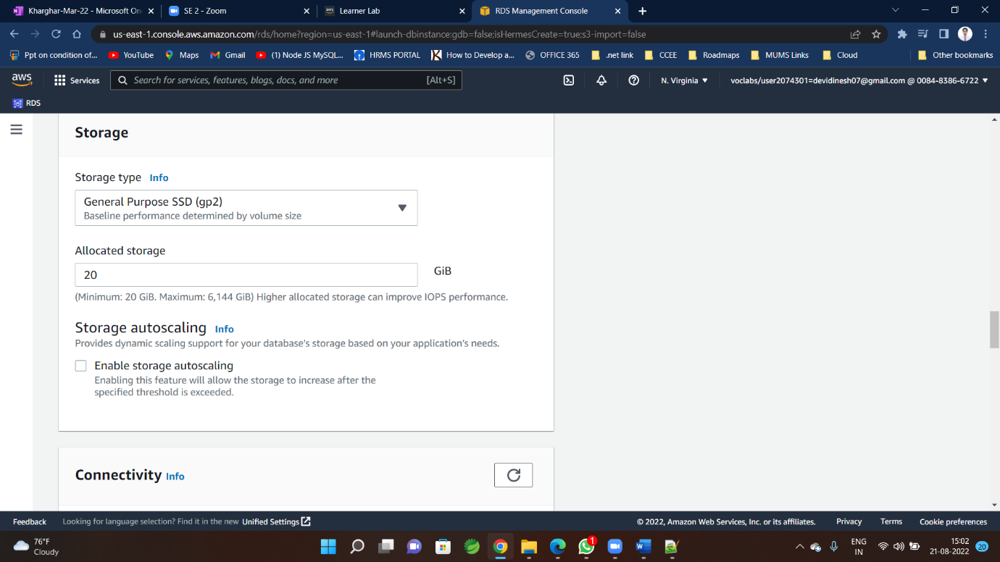 Kharghar-Mar-22 - Microsoft On
SE 2 - Zoom
Learner Lab
RDS Management Console
us-east-1.console.aws.amazon.com/rds/home?region=us-east-1#launch-dbinstance:gdb=false;isHermesCreate=true;s3-import=false
Ppt on condition of... YouTube Maps Gmail (1) Node JS MySQL... HRMS PORTAL How to Develop a... OFFICE 365 .net link CCEE Roadmaps MUMS Links Cloud Other bookmarks
aws Services Search for services, features, blogs, docs, and more [Alt+S] N. Virginia voclabs/user2074301=devidinesh07@gmail.com @ 0084-8386-6722
RDS
Storage
Storage type Info
General Purpose SSD (gp2)
Baseline performance determined by volume size
Allocated storage
20 GiB
(Minimum: 20 GiB. Maximum: 6,144 GiB) Higher allocated storage can improve IOPS performance.
Storage autoscaling Info
Provides dynamic scaling support for your database's storage based on your application's needs.
Enable storage autoscaling
Enabling this feature will allow the storage to increase after the
specified threshold is exceeded.
Connectivity Info
Feedback Looking for language selection? Find it in the new Unified Settings © 2022, Amazon Web Services, Inc. or its affiliates. Privacy Terms Cookie preferences
76°F
Cloudy
1
ENG
IN
15:02
21-08-2022
20